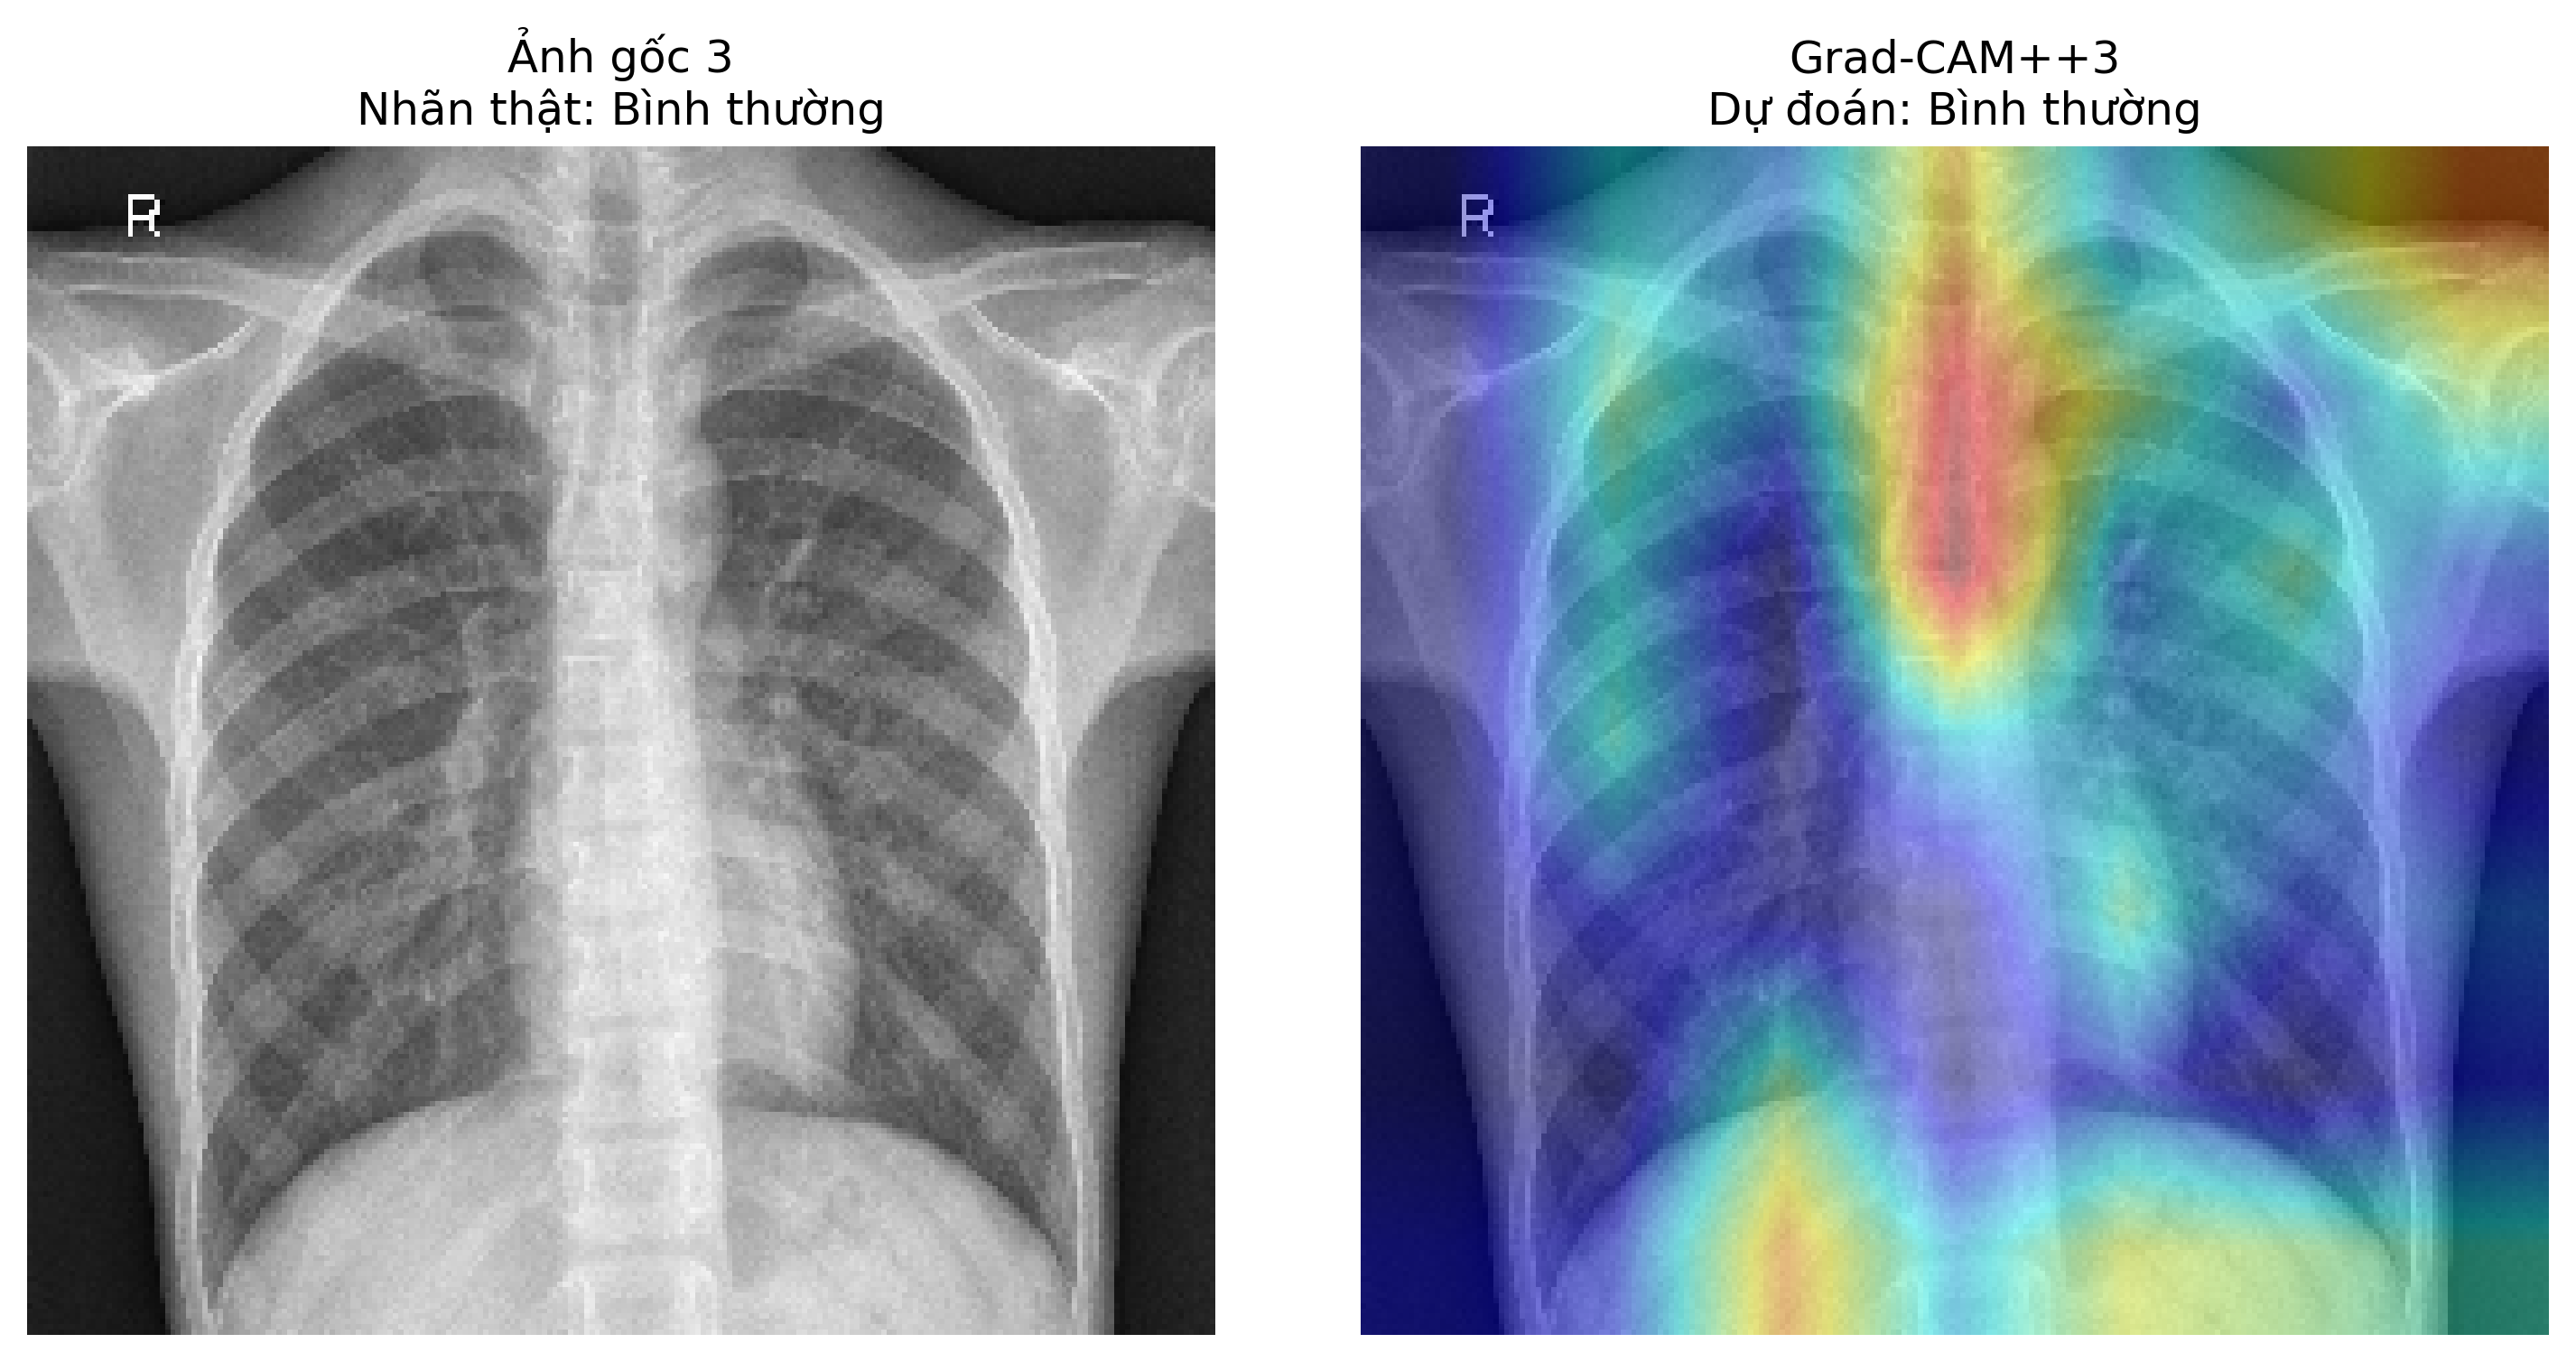 Ảnh gốc 3
Nhãn thật: Bình thường
Grad-CAM++3
Dự đoán: Bình thường
R
R